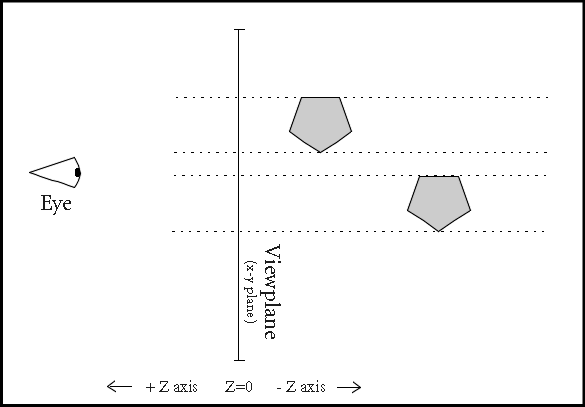 Eye
Viewplane
(x-y plane)
+ Z axis
Z=0
- Z axis